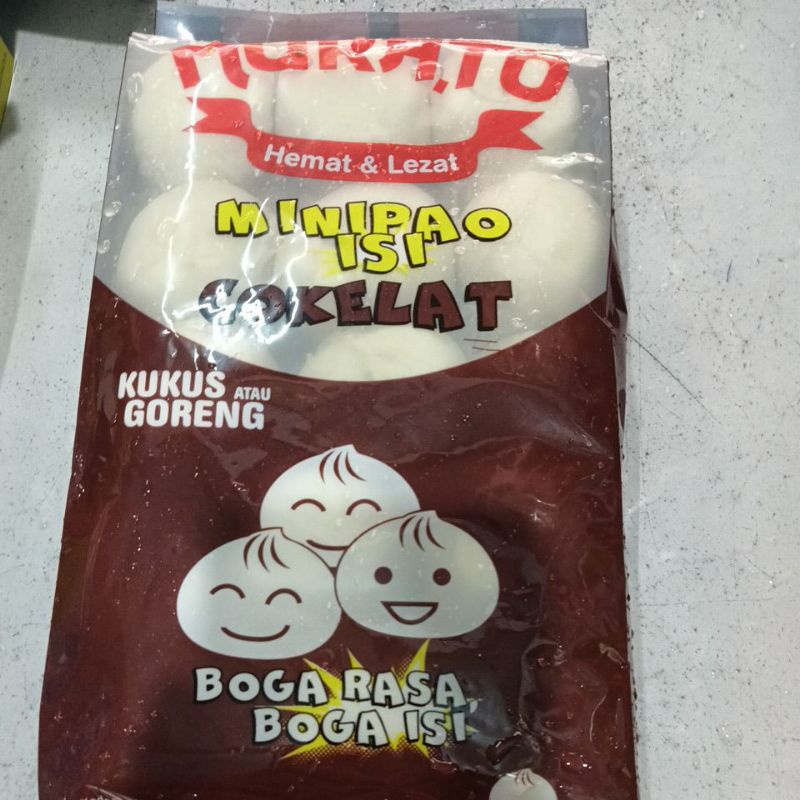 Hemat & Lezat
MINIPAO
ISI
COKELAT
KUKUS ATAU
GORENG
BOGA RASA,
BOGA ISI